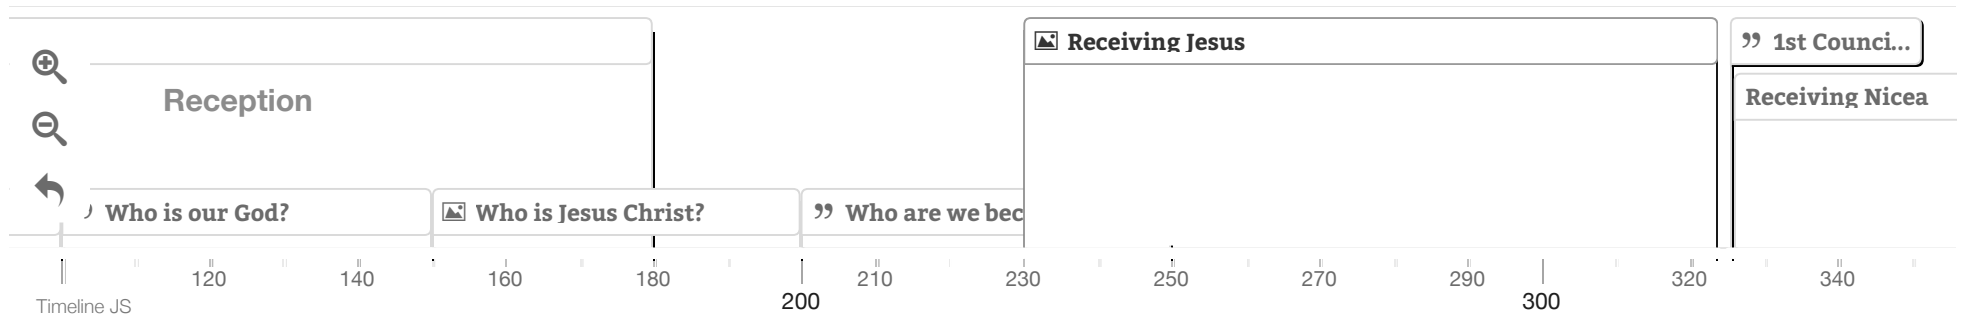 Receiving Jesus
1st Counci...
Reception
Receiving Nicea
Who is our God?
Who is Jesus Christ?
Who are we bec
120 140 160 180 200 210 230 250 270 290 300 320 340
Timeline JS